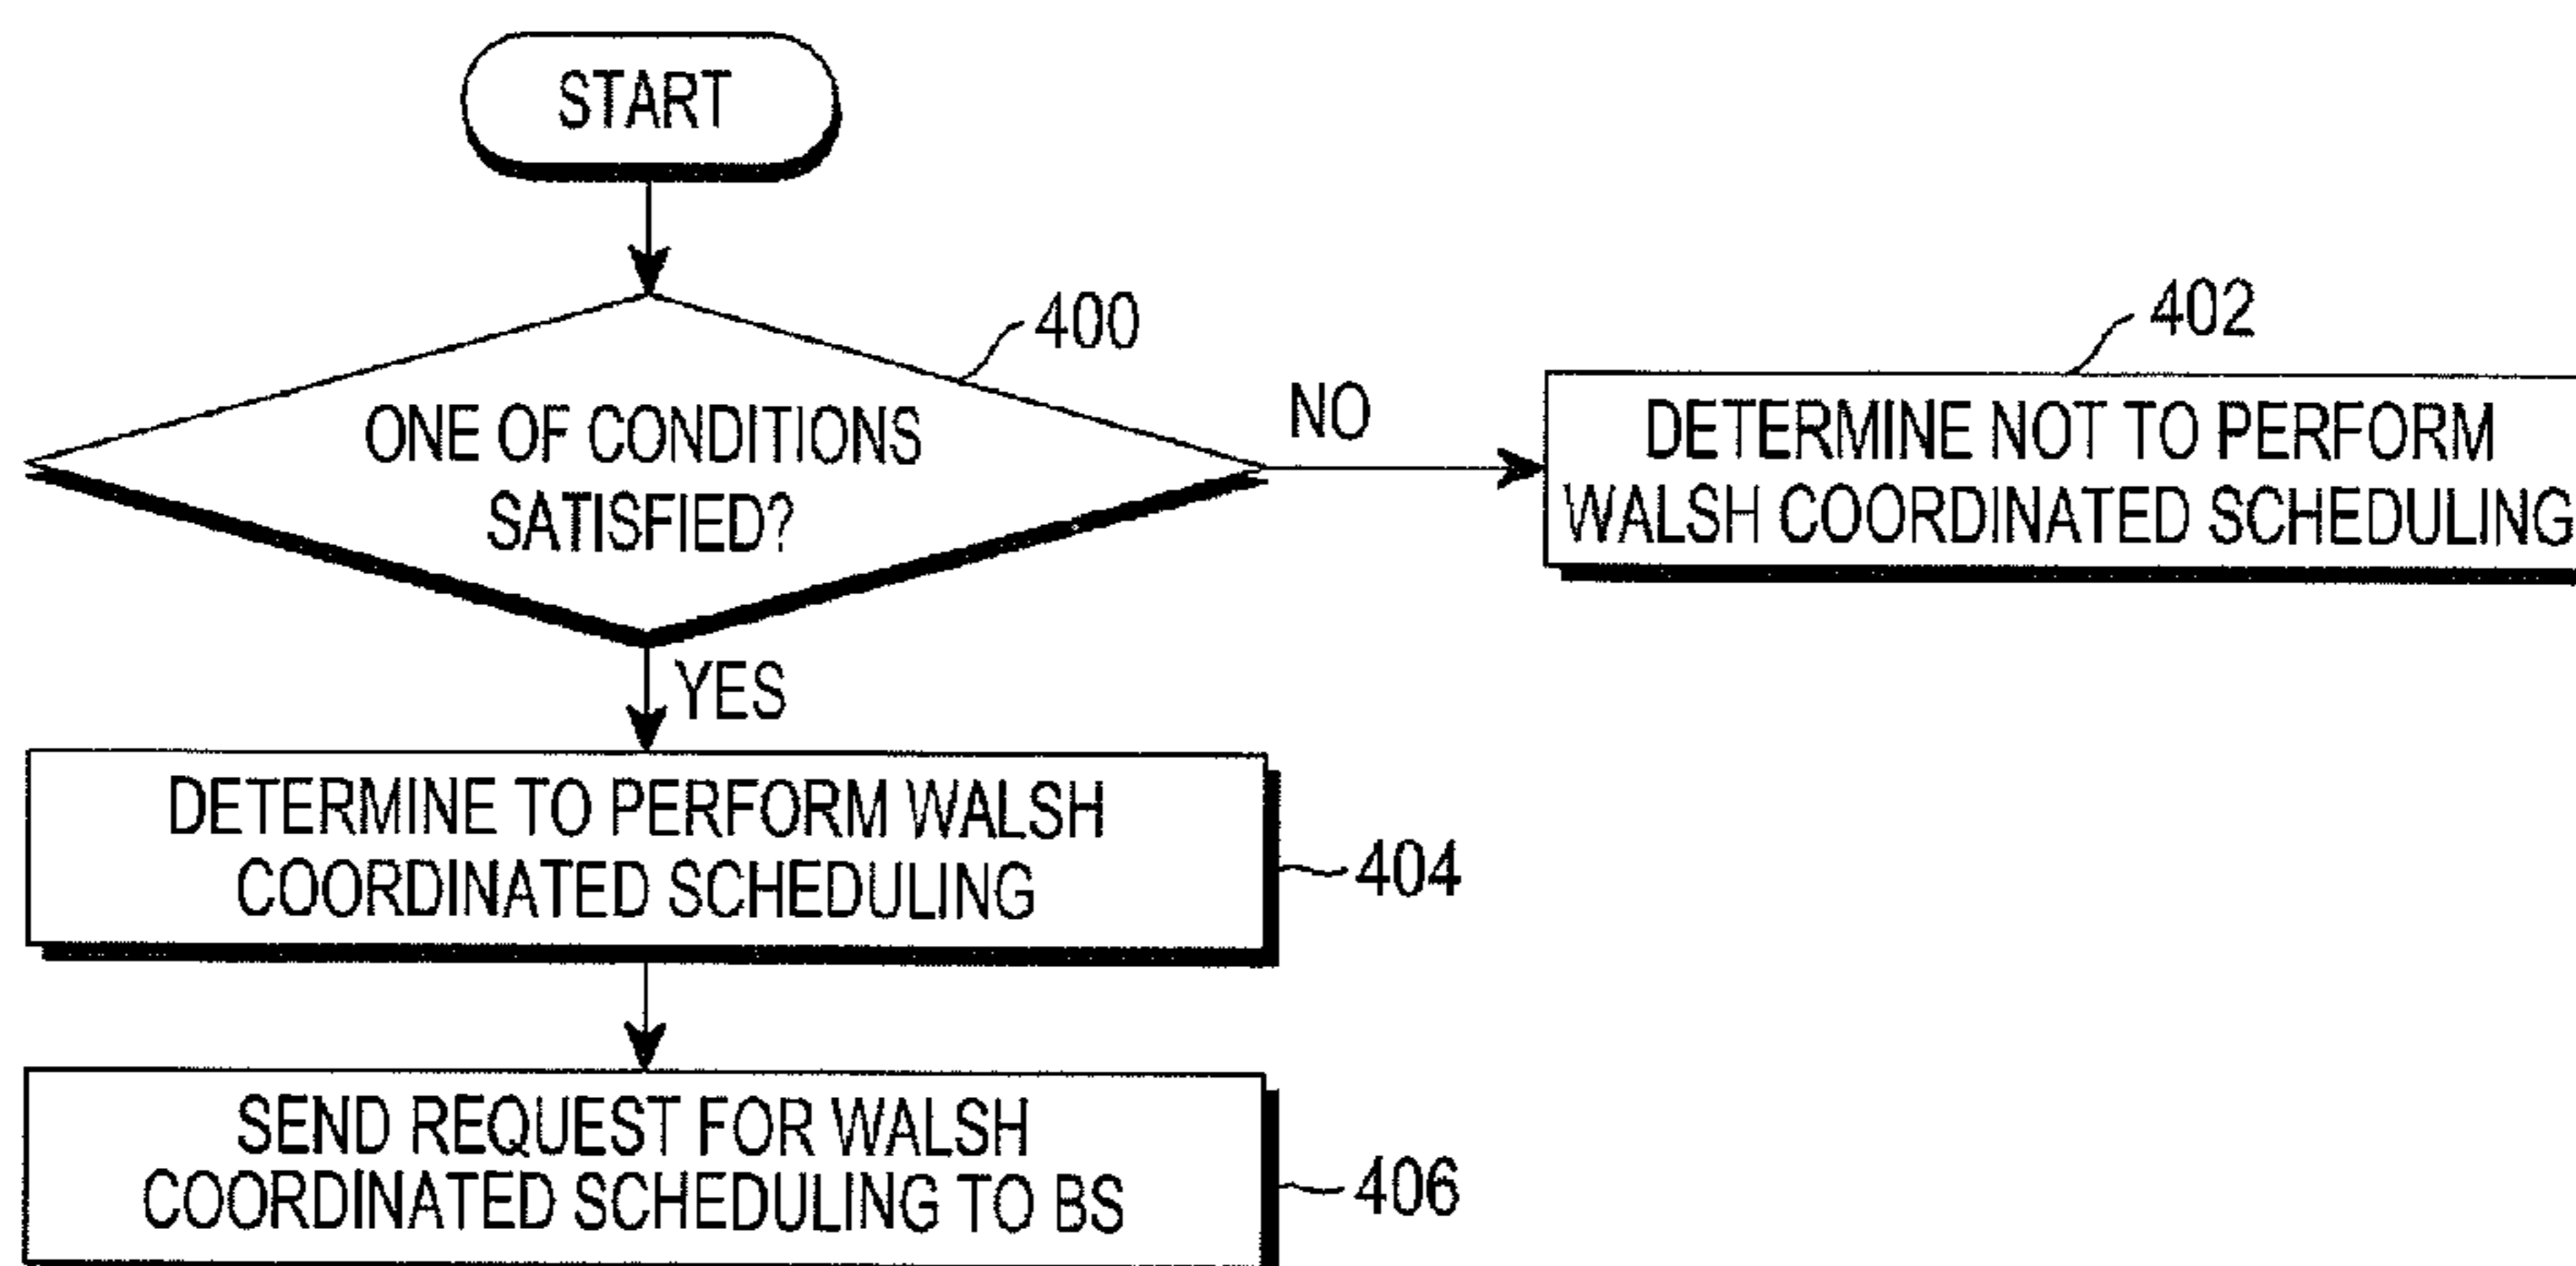 START
400
ONE OF CONDITIONS
SATISFIED?
NO
402
DETERMINE NOT TO PERFORM
WALSH COORDINATED SCHEDULING
YES
DETERMINE TO PERFORM WALSH
COORDINATED SCHEDULING
404
SEND REQUEST FOR WALSH
COORDINATED SCHEDULING TO BS
406